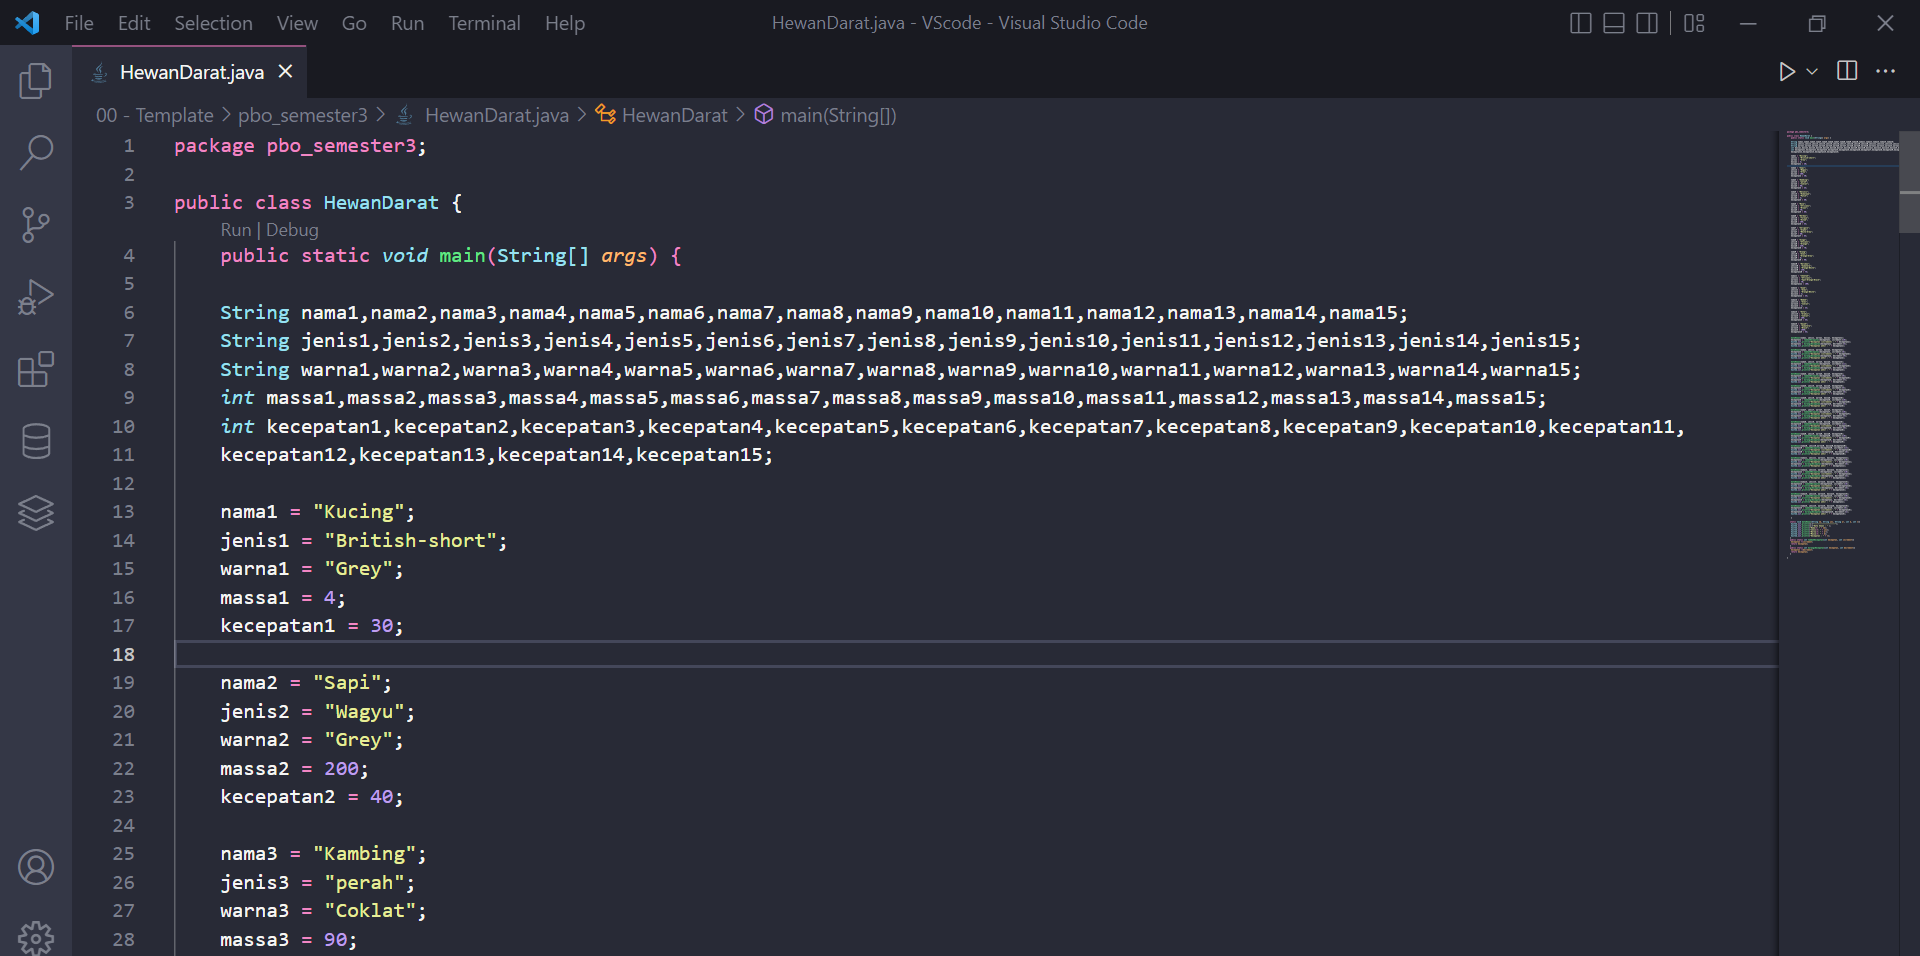 File Edit Selection View Go Run Terminal Help HewanDarat.java - VScode - Visual Studio Code
HewanDarat.java
00 - Template > pbo_semester3 > HewanDarat.java > HewanDarat > main(String[])
1 package pbo_semester3;
2
3 public class HewanDarat {
Run | Debug
4 public static void main(String[] args) {
5
6 String nama1,nama2,nama3,nama4,nama5,nama6,nama7,nama8,nama9,nama10,nama11,nama12,nama13,nama14,nama15;
7 String jenis1,jenis2,jenis3,jenis4,jenis5,jenis6,jenis7,jenis8,jenis9,jenis10,jenis11,jenis12,jenis13,jenis14,jenis15;
8 String warna1,warna2,warna3,warna4,warna5,warna6,warna7,warna8,warna9,warna10,warna11,warna12,warna13,warna14,warna15;
9 int massa1,massa2,massa3,massa4,massa5,massa6,massa7,massa8,massa9,massa10,massa11,massa12,massa13,massa14,massa15;
10 int kecepatan1,kecepatan2,kecepatan3,kecepatan4,kecepatan5,kecepatan6,kecepatan7,kecepatan8,kecepatan9,kecepatan10,kecepatan11,
11 kecepatan12,kecepatan13,kecepatan14,kecepatan15;
12
13 nama1 = "Kucing";
14 jenis1 = "British-short";
15 warna1 = "Grey";
16 massa1 = 4;
17 kecepatan1 = 30;
18
19 nama2 = "Sapi";
20 jenis2 = "Wagyu";
21 warna2 = "Grey";
22 massa2 = 200;
23 kecepatan2 = 40;
24
25 nama3 = "Kambing";
26 jenis3 = "perah";
27 warna3 = "Coklat";
28 massa3 = 90;